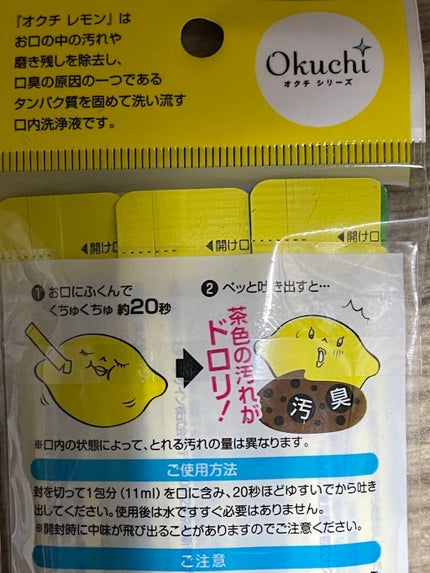 『オクチ レモン』は
お口の中の汚れや
磨き残しを除去し、
口臭の原因の一つである
タンパク質を固めて洗い流す
口内洗浄液です。
Okuchi
オクチ シリーズ
◀開け口
◀開け口
◀開け口
① お口にふくんで
くちゅくちゅ 約20秒
② ペッと吐き出すと…
茶色の汚れが
ドロリ!
汚 臭
※口内の状態によって、とれる汚れの量は異なります。
ご使用方法
封を切って1包分(11ml)を口に含み、20秒ほどゆすいでから吐き
出してください。使用後は水ですすぐ必要はありません。
※開封時に中味が飛び出ることがありますのでご注意ください。
ご注意